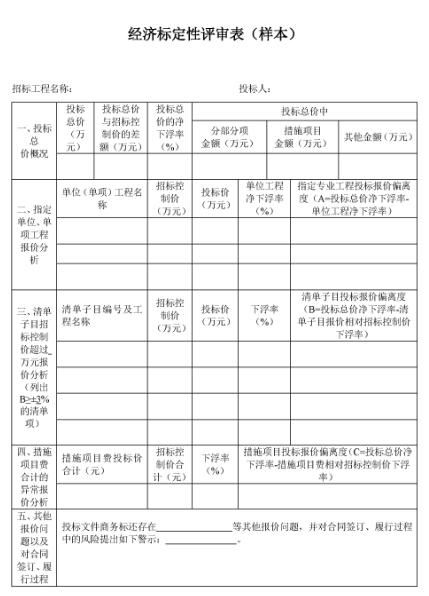 经济标定性评审表（样本）
招标工程名称：
投标人：
一、投标
总
价概况
投标
总价
（万
元）
投标总价
与招标控
制价的差
额（万元）
投标总
价的净
下浮率
（%）
投标总价中
分部分项
金额（万元）
措施项目
金额（万元）
其他金额（万元）
二、指定
单位、单
项工程
报价分
析
单位（单项）工程名
称
招标控
制价
（万元）
投标价
（万元）
单位工程
净下浮率
（%）
指定专业工程投标报价偏离
度（A=投标总价净下浮率-
单位工程净下浮率）
三、清单
子目招
标控制
价超过_
万元报
价分析
（列出
B≥±3%
的清单
项）
清单子目编号及工
程名称
招标控
制价
（万元）
投标价
（万元）
下浮率
（%）
清单子目投标报价偏离度
（B=投标总价净下浮率-清
单子目报价相对招标控制价
下浮率）
四、措施
项目费
合计的
异常报
价分析
措施项目费投标价
合计（元）
招标控
制价合
计（元）
下浮率
（%）
措施项目投标报价偏离度（C=投标总价净
下浮率-措施项目费相对招标控制价下浮
率）
五、其他
报价问
题以及
对合同
签订、履
行过程
投标文件商务标还存在____________等其他报价问题，并对合同签订、履行过程
中的风险提出如下警示：____________。